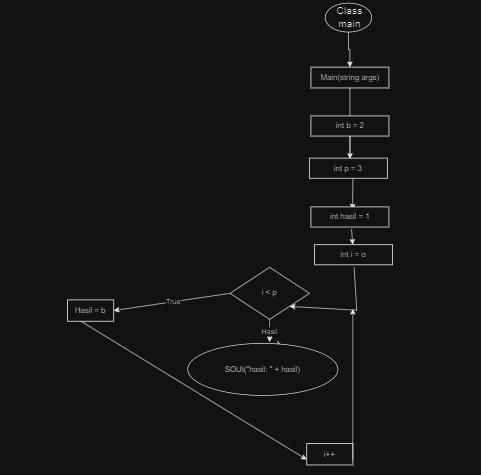 Class
main
Main(string args)
int b = 2
int p = 3
int hasil = 1
int i = o
i < p
True
Hasil = b
Hasil
SOUt("hasil: " + hasil)
i++